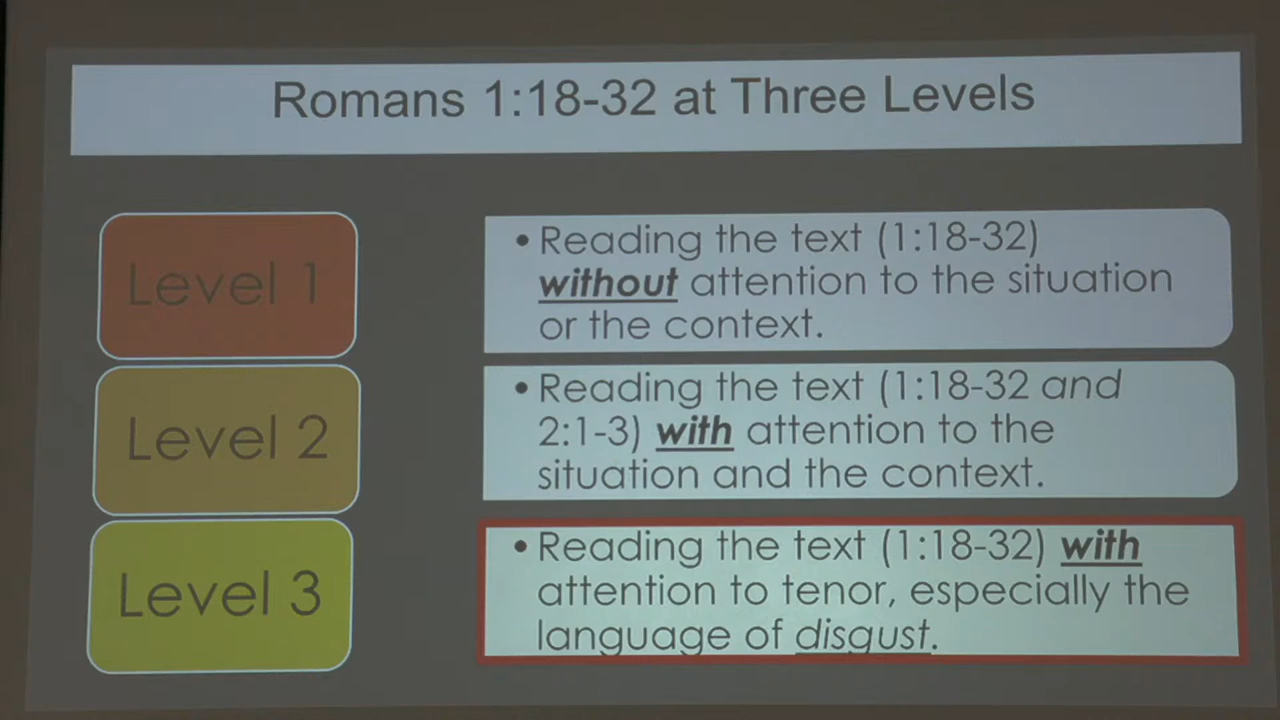 Romans 1:18-32 at Three Levels
Level 1
• Reading the text (1:18-32)
without attention to the situation
or the context.
Level 2
• Reading the text (1:18-32 and
2:1-3) with attention to the
situation and the context.
Level 3
• Reading the text (1:18-32) with
attention to tenor, especially the
language of disgust.